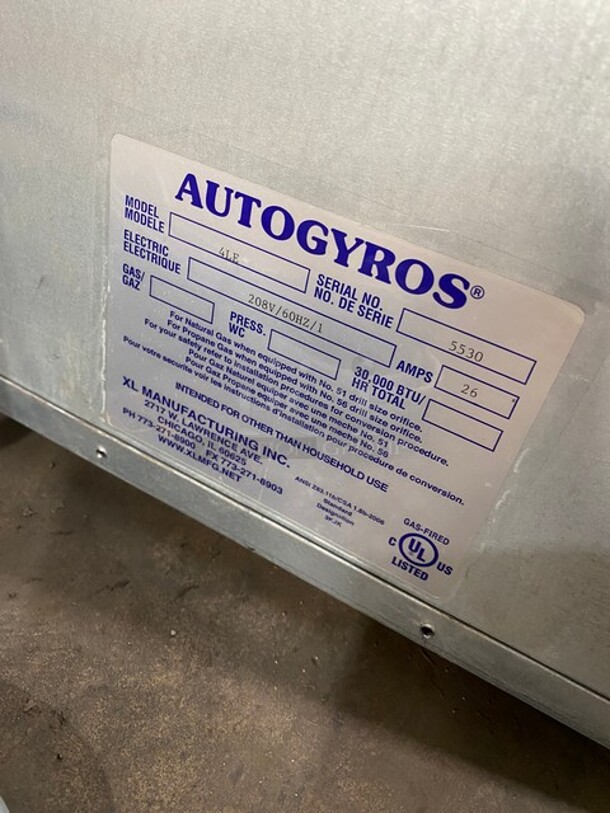 AUTOGYROS®
MODEL
MODELE
4LE
SERIAL NO.
NO. DE SERIE
5530
ELECTRIC
ELECTRIQUE
208V/60HZ/1
AMPS
26
GAS/
GAZ
PRESS.
WC
30,000 BTU/
HR TOTAL
For Natural Gas when equipped with No. 51 drill size orifice.
For Propane Gas when equipped with No. 56 drill size orifice.
For your safety refer to installation procedures for conversion procedure.
Pour Gaz Naturel equiper avec une meche No. 51
Pour Gaz Propane equiper avec une meche No. 56
Pour votre securite voir les instructions d'installation pour procedure de conversion.
INTENDED FOR OTHER THAN HOUSEHOLD USE
XL MANUFACTURING INC.
2717 W. LAWRENCE AVE.
CHICAGO, IL 60625
PH 773-271-8900 · FX 773-271-8903
WWW.XLMFG.NET
Standard
Designation
3KJK
GAS-FIRED
C UL US
LISTED